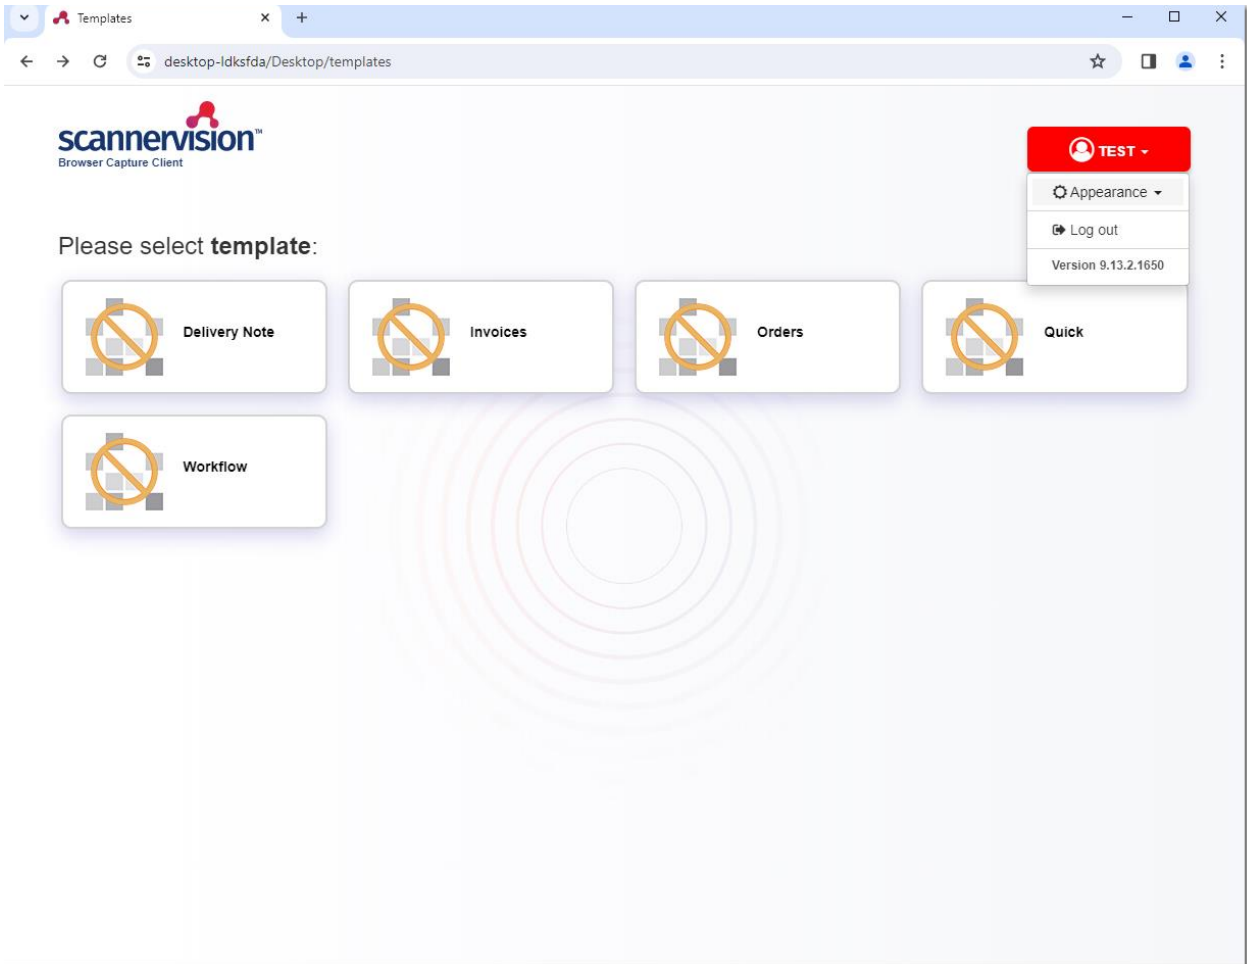 Templates
desktop-ldksfda/Desktop/templates
scannervision™
Browser Capture Client
TEST
Appearance
Log out
Version 9.13.2.1650
Please select template:
Delivery Note
Invoices
Orders
Quick
Workflow